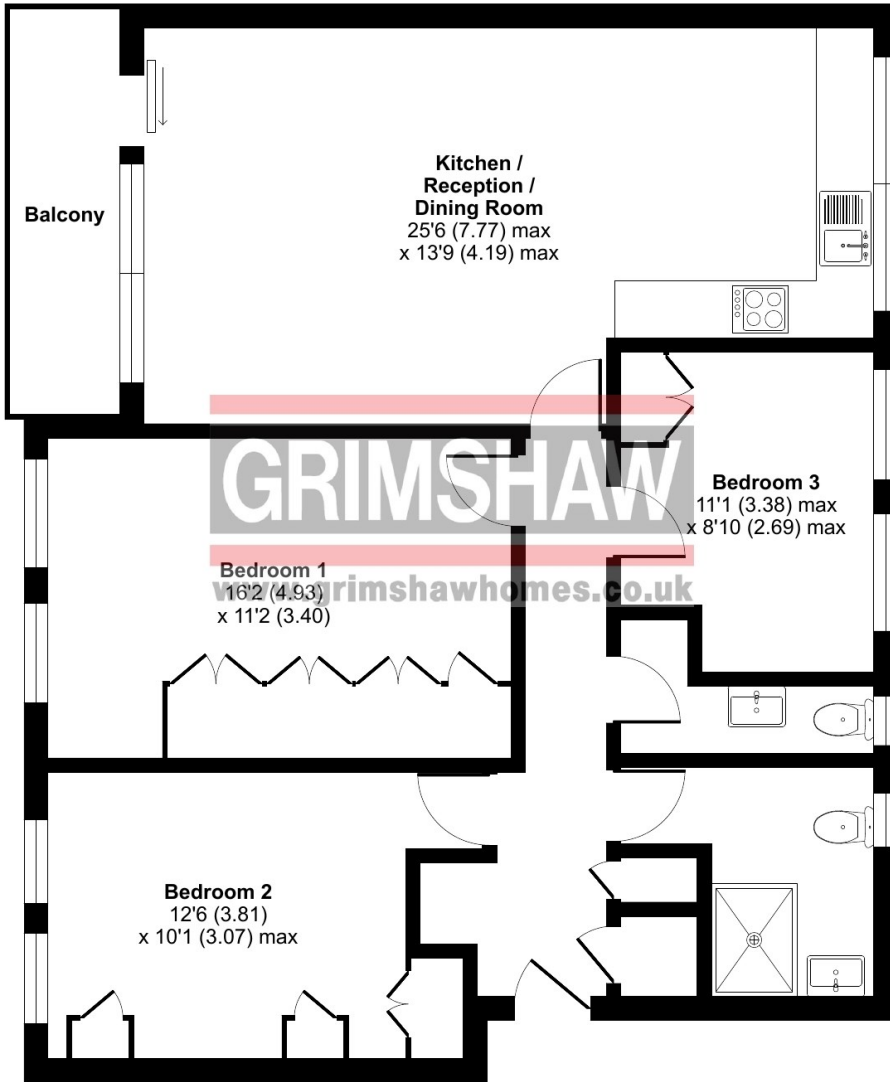 Kitchen /
Reception /
Dining Room
25'6 (7.77) max
x 13'9 (4.19) max
Balcony
GRIMSHAW
www.grimshawhomes.co.uk
Bedroom 3
11'1 (3.38) max
x 8'10 (2.69) max
Bedroom 1
16'2 (4.93)
x 11'2 (3.40)
Bedroom 2
12'6 (3.81)
x 10'1 (3.07) max